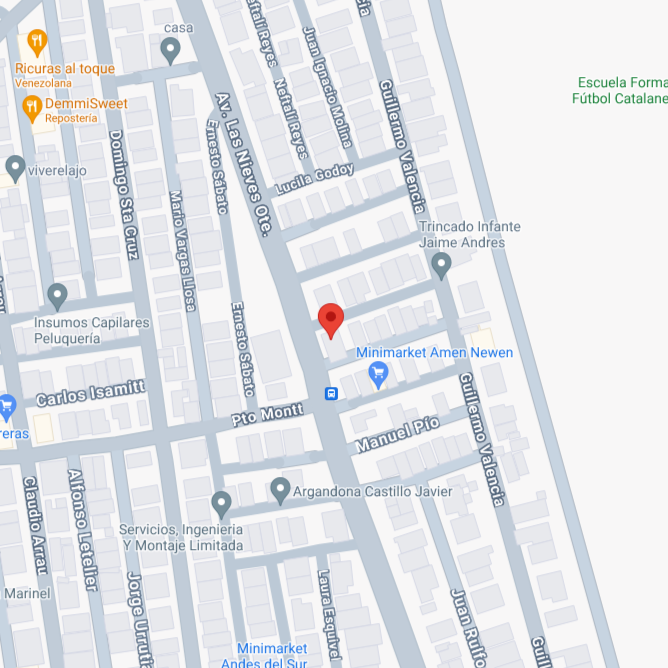 casa
Ricuras al toque
Venezolana
DemmiSweet
Repostería
viverelajo
Neftalí Reyes
Neftalí Reyes
Juan Ignacio Molina
Guillermo Valencia
Escuela Forma
Fútbol Catalane
Av. Las Nieves Ote.
Ernesto Sábato
Domingo Sta Cruz
Mario Vargas Llosa
Lucila Godoy
Trincado Infante
Jaime Andres
Insumos Capilares
Peluquería
Ernesto Sábato
Minimarket Amen Newen
Carlos Isamitt
reras
Pto Montt
Manuel Pío
Guillermo Valencia
Claudio Arrau
Alfonso Letelier
Argandona Castillo Javier
Servicios, Ingenieria
Y Montaje Limitada
Marinel
Jorge Urruti
Laura Esquivel
Juan Rulfo
Guil
Minimarket
Andes del Sur